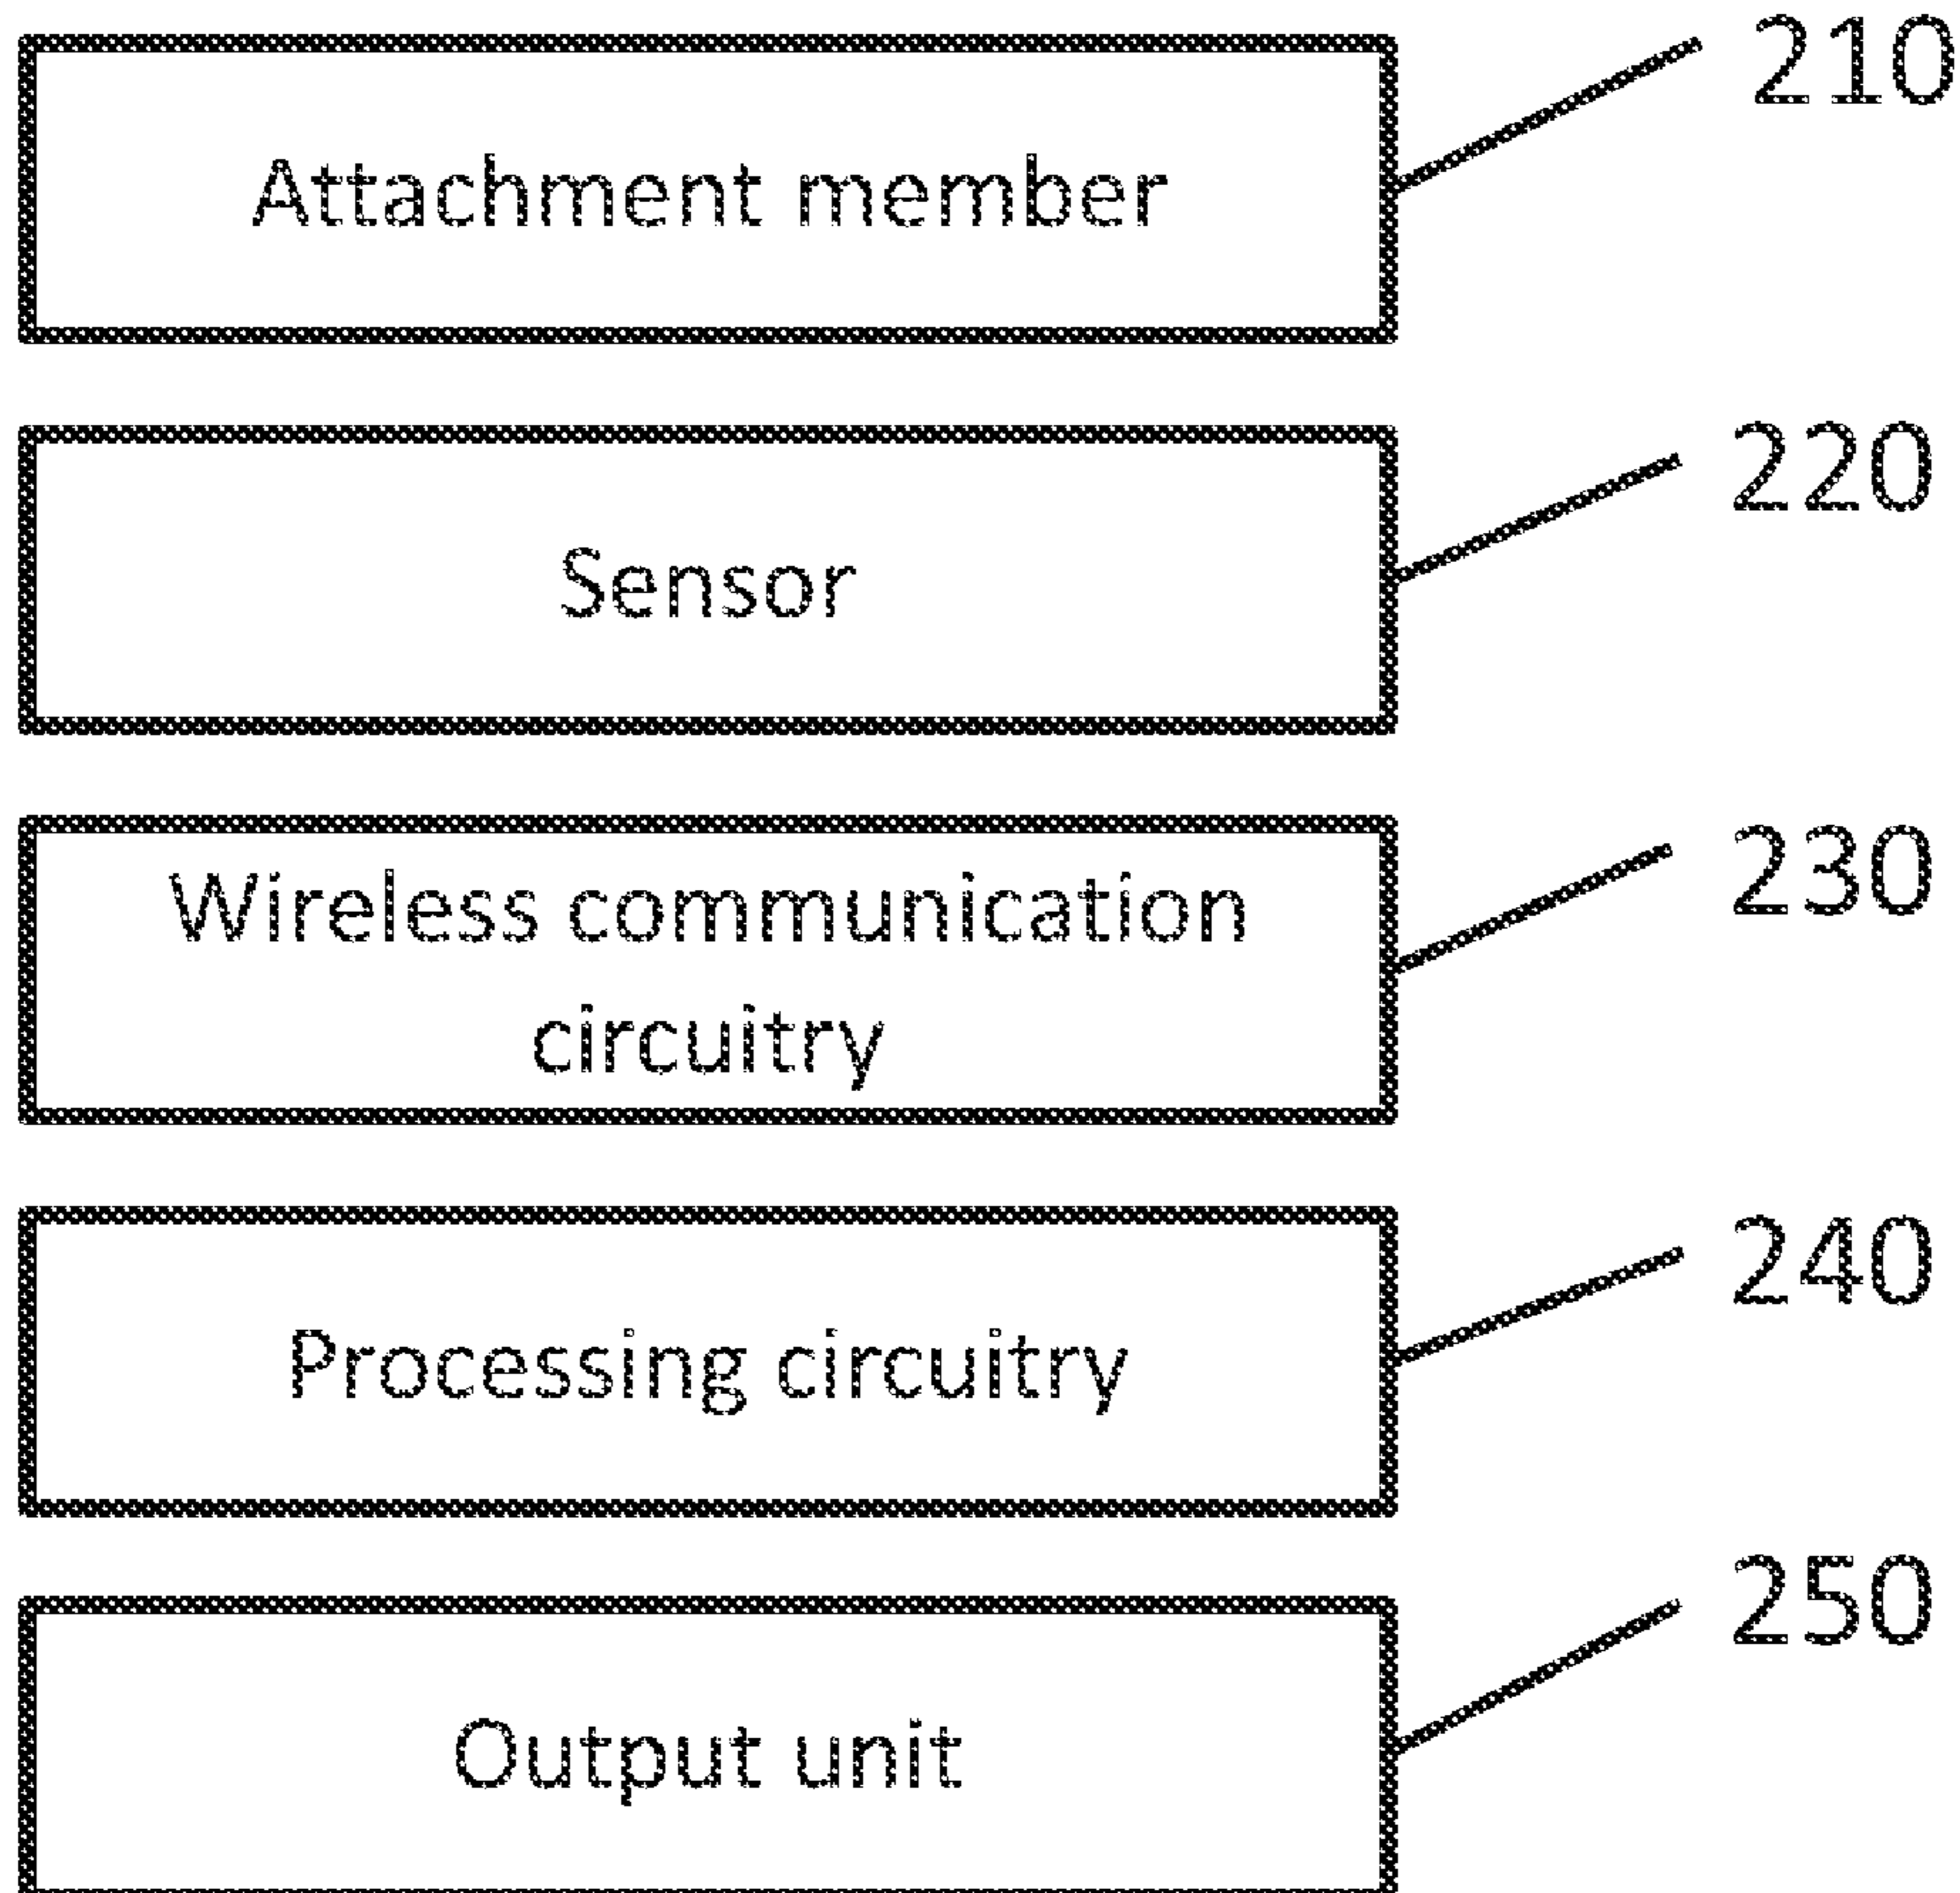 210
Attachment member
220
Sensor
230
Wireless communication
circuitry
240
Processing circuitry
250
Output unit